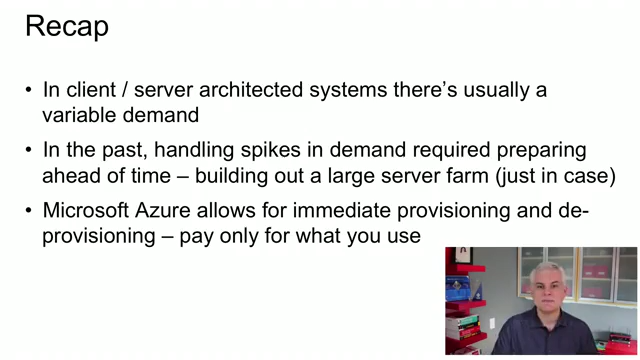 Recap
• In client / server architected systems there's usually a
variable demand
• In the past, handling spikes in demand required preparing
ahead of time – building out a large server farm (just in case)
• Microsoft Azure allows for immediate provisioning and de-
provisioning – pay only for what you use